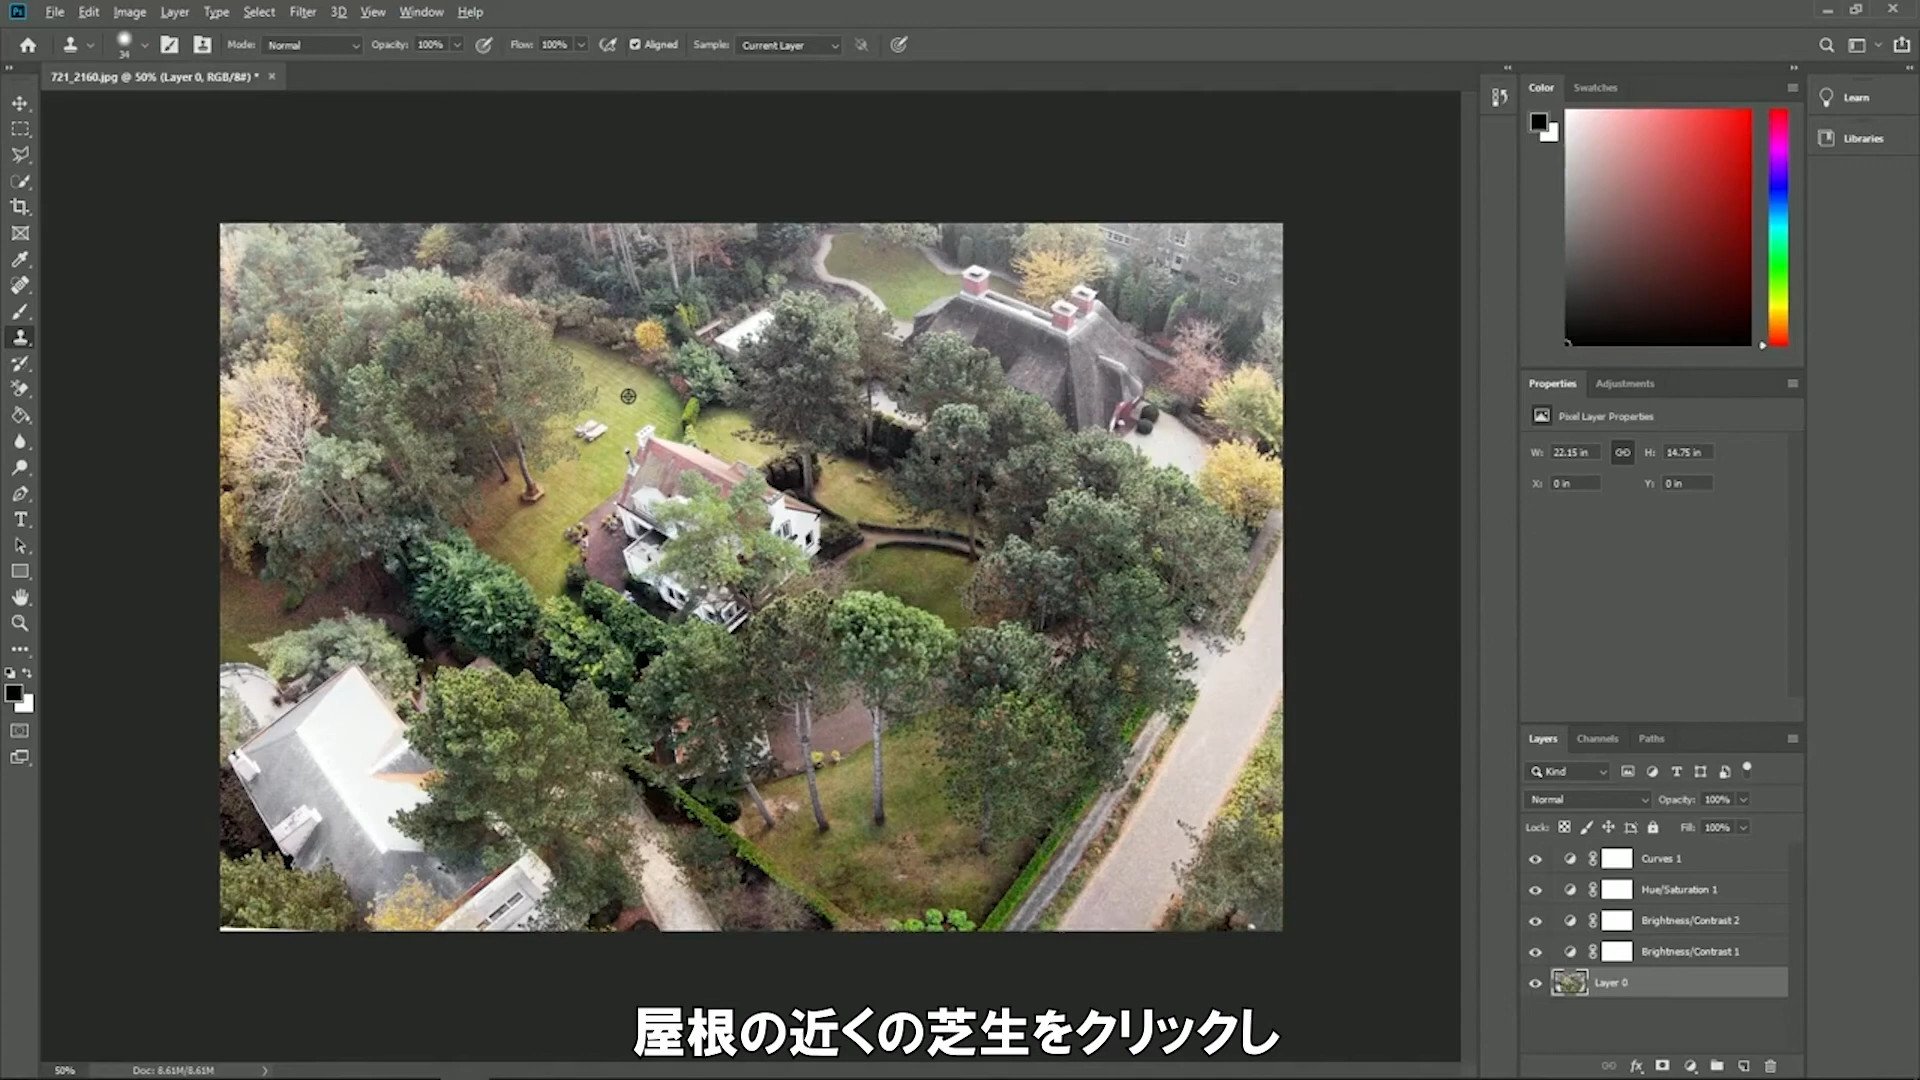 Ps File Edit Image Layer Type Select Filter 3D View Window Help
34 Mode: Normal Opacity: 100% Flow: 100% Aligned Sample: Current Layer
721_2160.jpg @ 50% (Layer 0, RGB/8#) * ×
Color Swatches
Learn
Libraries
Properties Adjustments
Pixel Layer Properties
W: 22.15 in H: 14.75 in
X: 0 in Y: 0 in
Layers Channels Paths
Kind
Normal Opacity: 100%
Lock: Fill: 100%
Curves 1
Hue/Saturation 1
Brightness/Contrast 2
Brightness/Contrast 1
Layer 0
屋根の近くの芝生をクリックし
50% Doc: 8.61M/8.61M